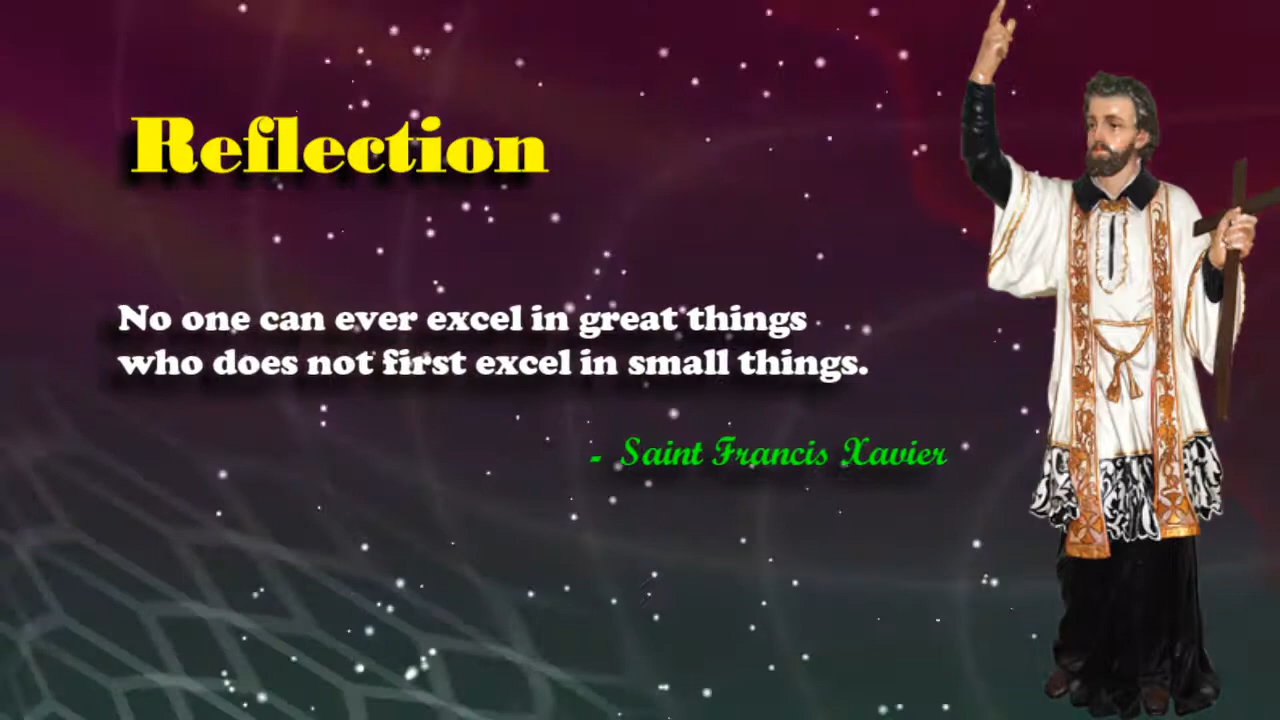 Reflection
No one can ever excel in great things
who does not first excel in small things.
- Saint Francis Xavier